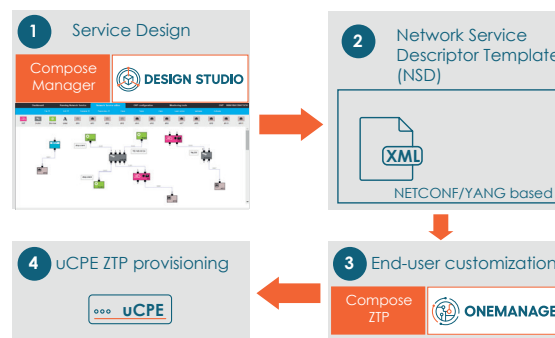 1
Service Design
Compose
Manager
DESIGN STUDIO
2
Network Service
Descriptor Template
(NSD)
XML
NETCONF/YANG based
4
uCPE ZTP provisioning
uCPE
3
End-user customization
Compose
ZTP
ONEMANAGE